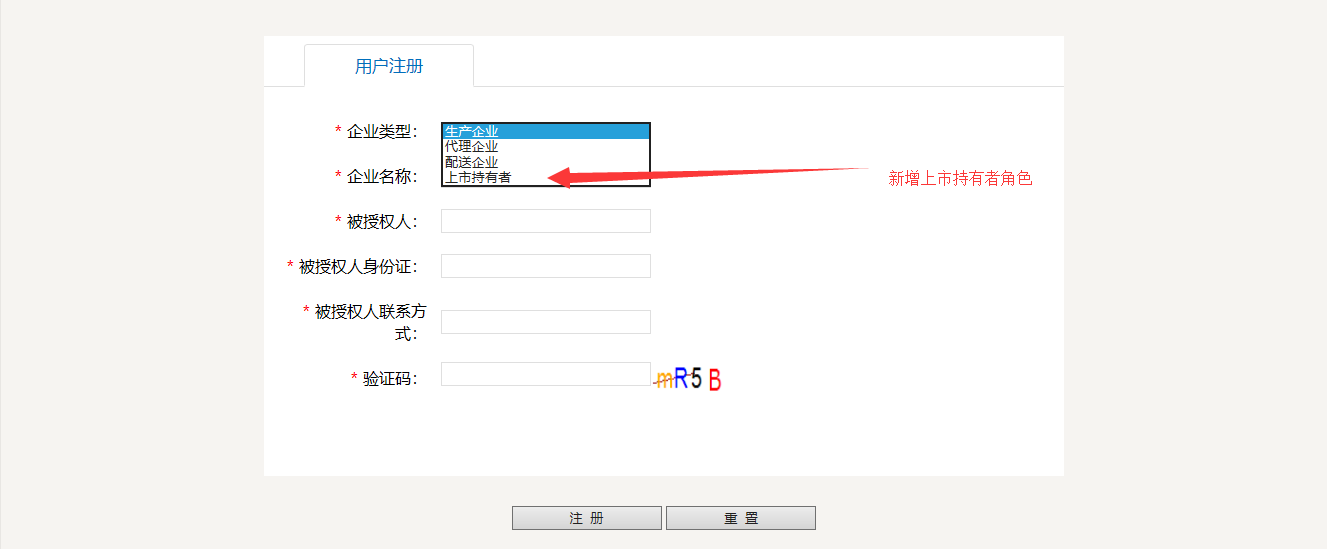 用户注册
* 企业类型：
生产企业
代理企业
配送企业
* 企业名称：
上市持有者
新增上市持有者角色
* 被授权人：
* 被授权人身份证：
* 被授权人联系方
式：
* 验证码：
mR5B
注 册
重 置